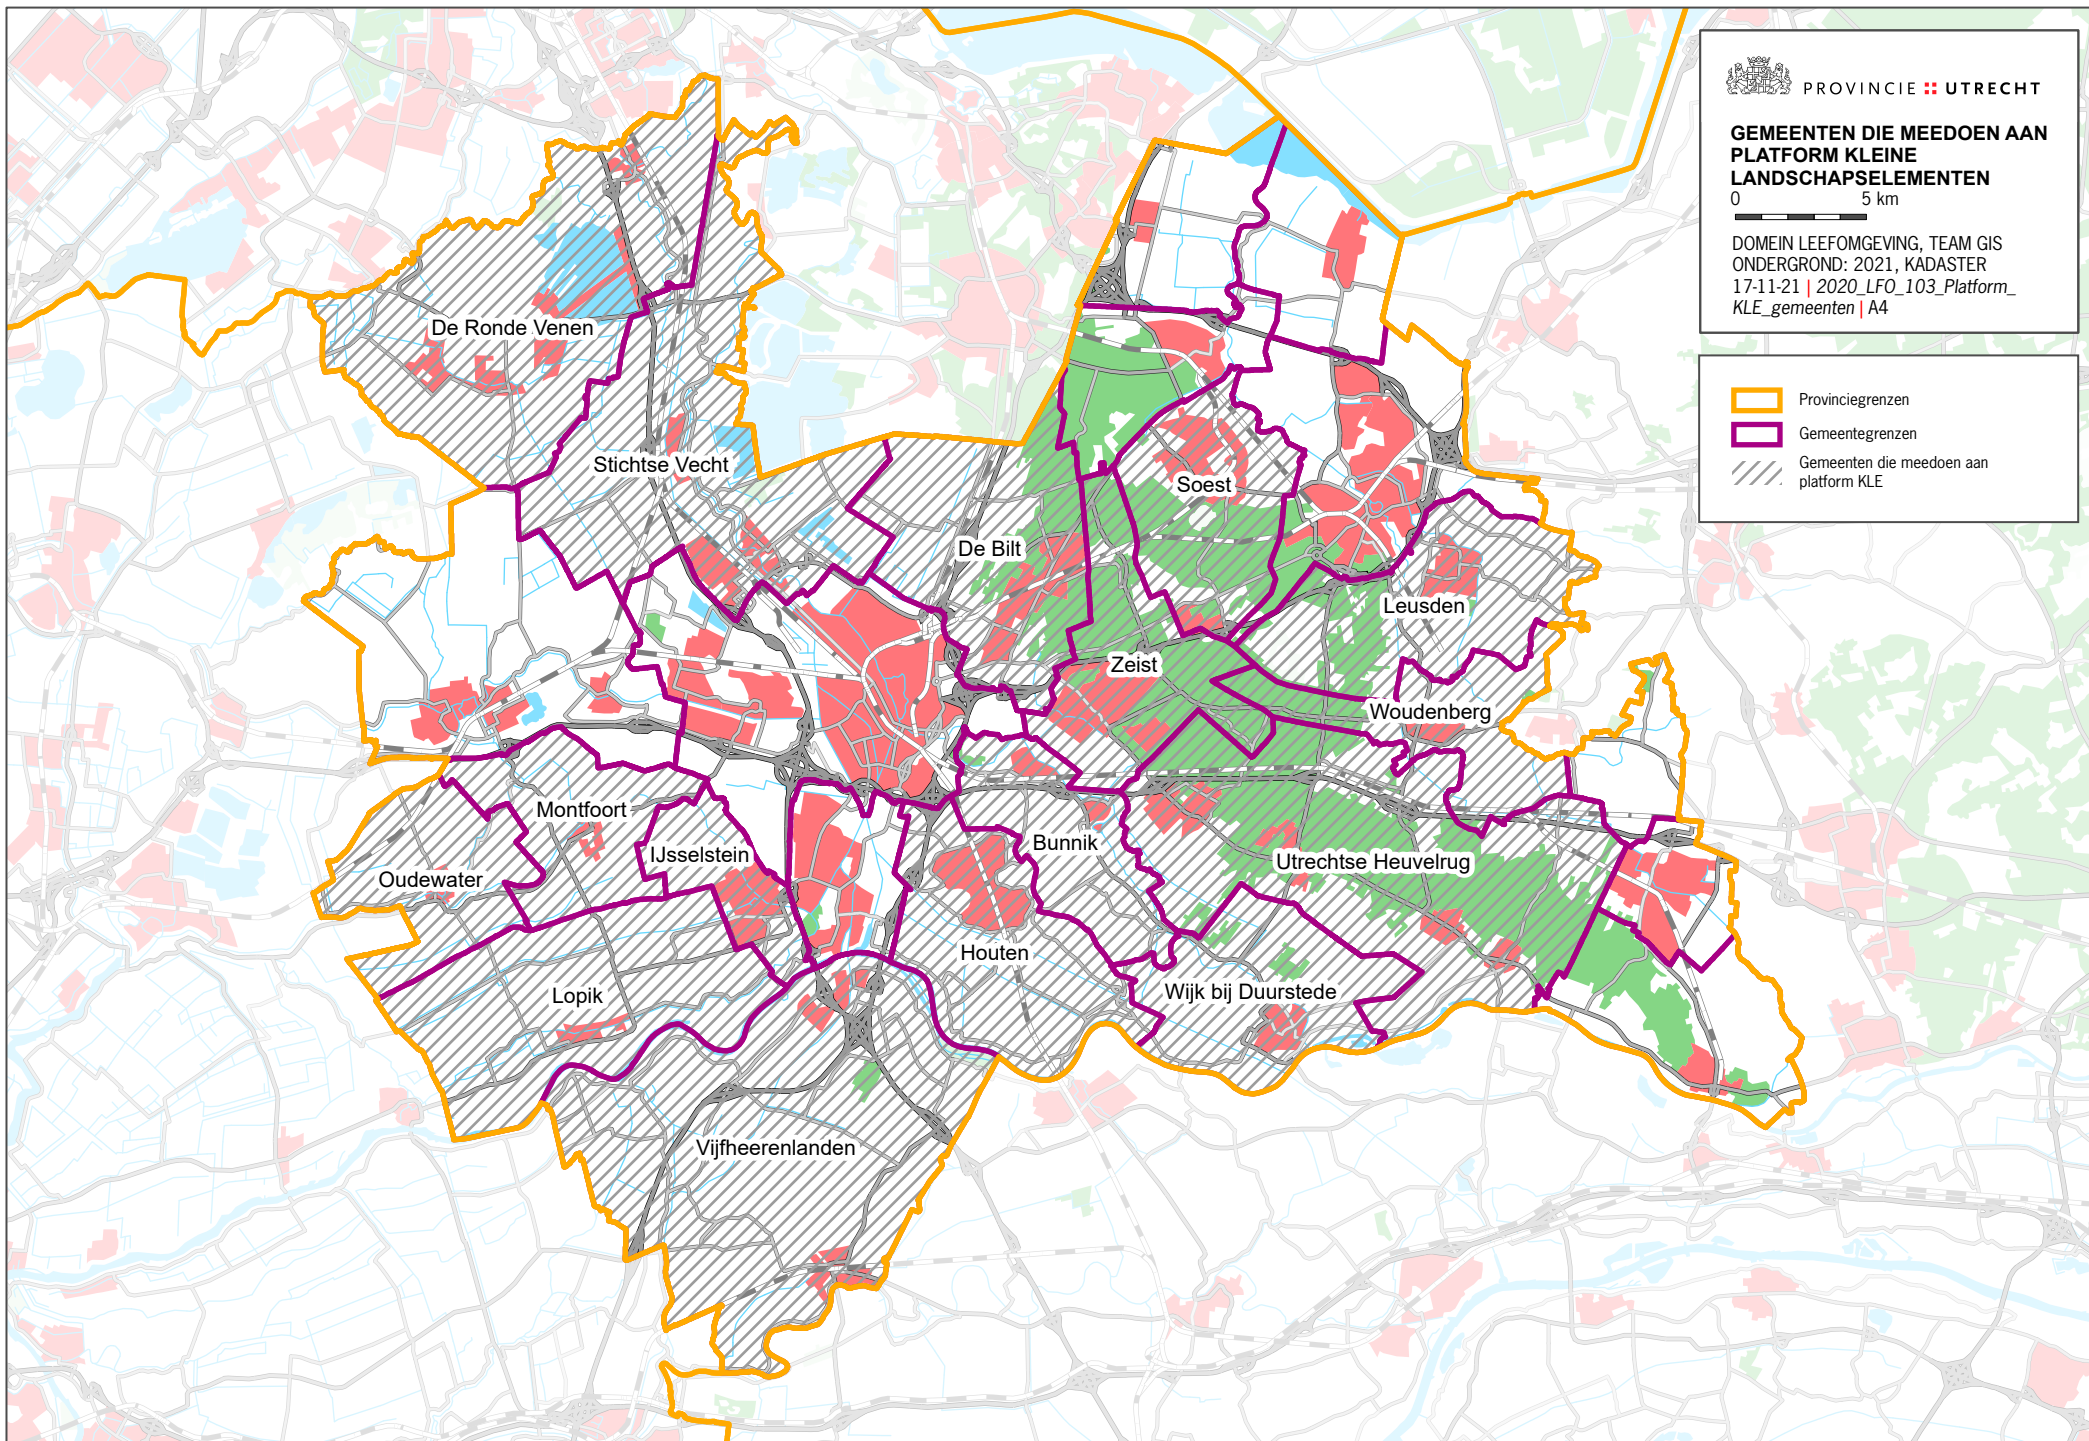 PROVINCIE UTRECHT
GEMEENTEN DIE MEEDOEN AAN
PLATFORM KLEINE
LANDSCHAPSELEMENTEN
0 5 km
DOMEIN LEEFOMGEVING, TEAM GIS
ONDERGROND: 2021, KADASTER
17-11-21 | 2020_LFO_103_Platform_
KLE_gemeenten | A4
Provinciegrenzen
Gemeentegrenzen
Gemeenten die meedoen aan
platform KLE
De Ronde Venen
Stichtse Vecht
Soest
De Bilt
Leusden
Zeist
Woudenberg
Montfoort
Bunnik
IJsselstein
Utrechtse Heuvelrug
Oudewater
Houten
Wijk bij Duurstede
Lopik
Vijfheerenlanden